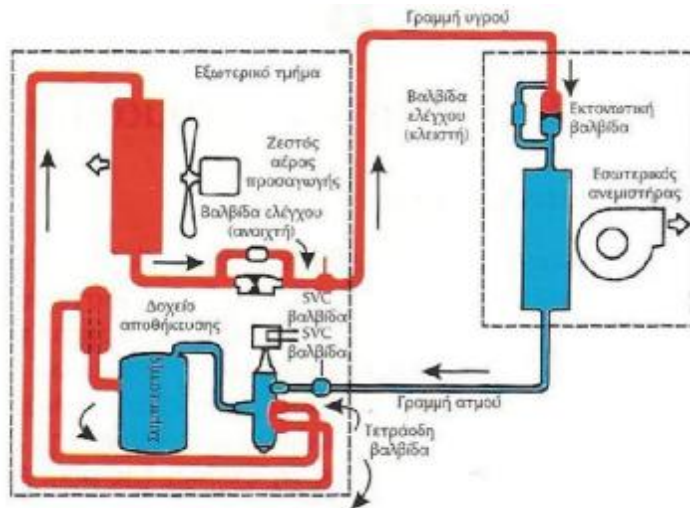 Γραμμή υγρού
Εξωτερικό τμήμα
Βαλβίδα
ελέγχου
(κλειστή)
Εκτονωτική
βαλβίδα
Ζεστός
αέρας
προσαγωγής
Εσωτερικός
ανεμιστήρας
Βαλβίδα ελέγχου
(ανοιχτή)
Δοχείο
αποθήκευσης
SVC
βαλβίδα
SVC
βαλβίδα
Γραμμή ατμού
Τετράοδη
βαλβίδα